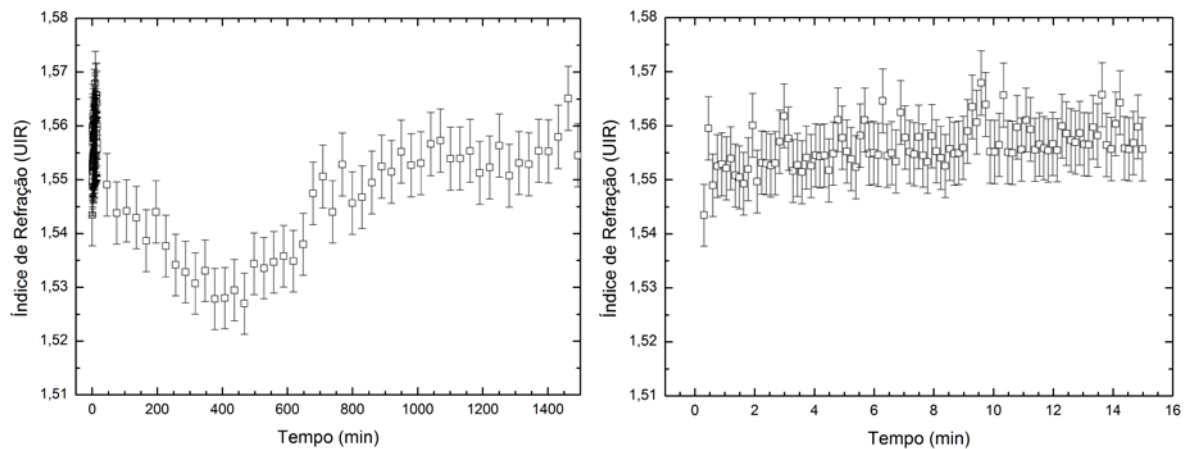 1,58
1,57
1,56
1,55
1,54
1,53
1,52
1,51
Índice de Refração (UIR)
0 200 400 600 800 1000 1200 1400
Tempo (min)
1,58
1,57
1,56
1,55
1,54
1,53
1,52
1,51
Índice de Refração (UIR)
0 2 4 6 8 10 12 14 16
Tempo (min)